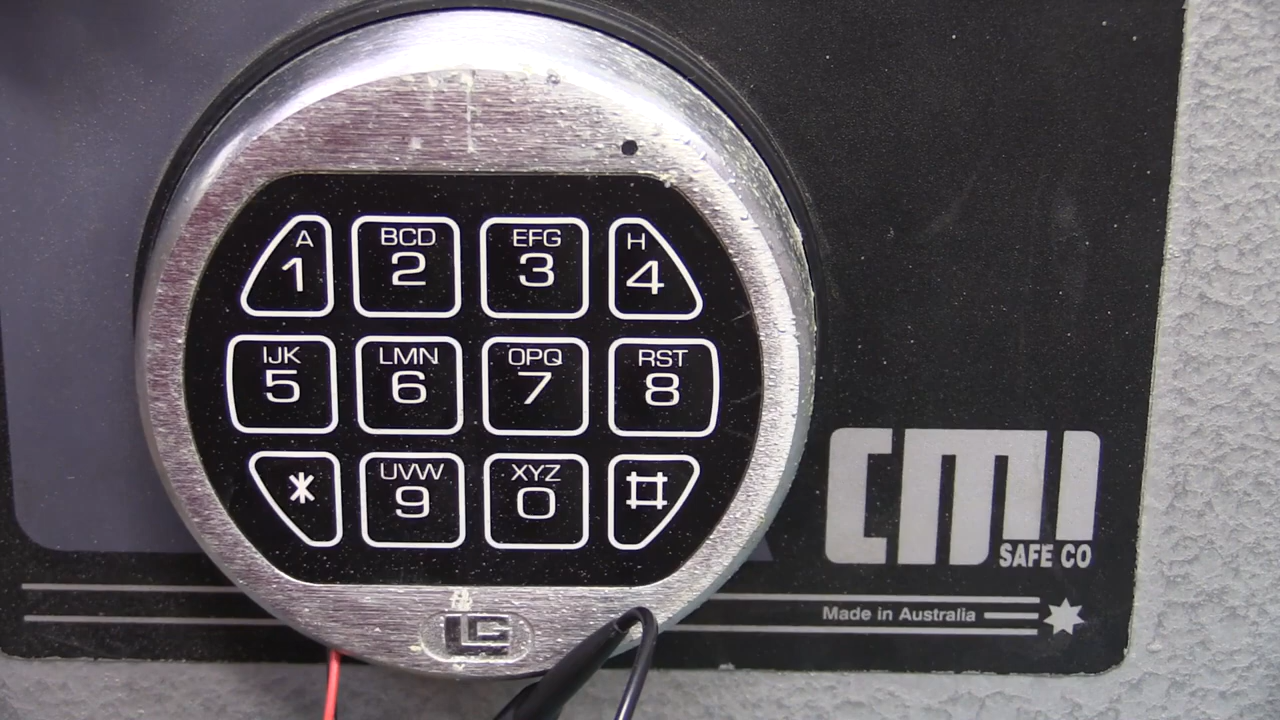 A BCD EFG H
1 2 3 4
IJK LMN OPQ RST
5 6 7 8
UVW XYZ
* 9 0 #
LG
CMI
SAFE CO
Made in Australia